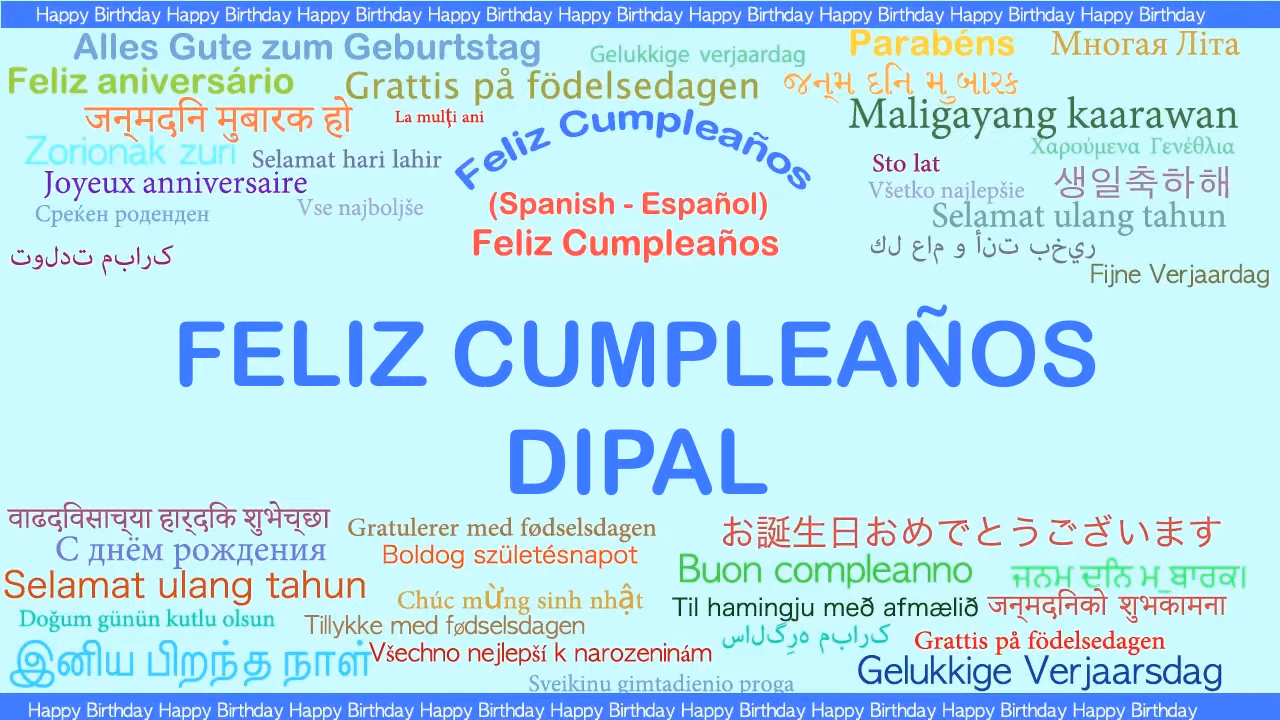 Happy Birthday Happy Birthday Happy Birthday Happy Birthday Happy Birthday Happy Birthday Happy Birthday Happy Birthday Happy Birthday
Alles Gute zum Geburtstag
Gelukkige verjaardag
Parabéns
Многая Літа
Feliz aniversário
Grattis på födelsedagen
જન્મ દિન મુબારક
जन्मदिन मुबारक हो
La mulţi ani
Feliz Cumpleaños
Maligayang kaarawan
Zorionak zuri
Selamat hari lahir
Sto lat
Χαρούμενα Γενέθλια
Joyeux anniversaire
(Spanish - Español)
Všetko najlepšie
생일축하해
Среќен роденден
Vse najboljše
Selamat ulang tahun
Feliz Cumpleaños
تولدت مبارک
كل عام و أنت بخير
Fijne Verjaardag
FELIZ CUMPLEAÑOS
DIPAL
वाढदिवसाच्या हार्दिक शुभेच्छा
Gratulerer med fødselsdagen
お誕生日おめでとうございます
С днём рождения
Boldog születésnapot
Selamat ulang tahun
Buon compleanno
ਜਨਮ ਦਿਨ ਮੁਬਾਰਕ।
Chúc mừng sinh nhật
Til hamingju með afmælið
जन्मदिनको शुभकामना
Doğum günün kutlu olsun
Tillykke med fødselsdagen
سالگرہ مبارک
Grattis på födelsedagen
இனிய பிறந்த நாள்
Všechno nejlepší k narozeninám
Gelukkige Verjaarsdag
Sveikinu gimtadienio proga
Happy Birthday Happy Birthday Happy Birthday Happy Birthday Happy Birthday Happy Birthday Happy Birthday Happy Birthday Happy Birthday